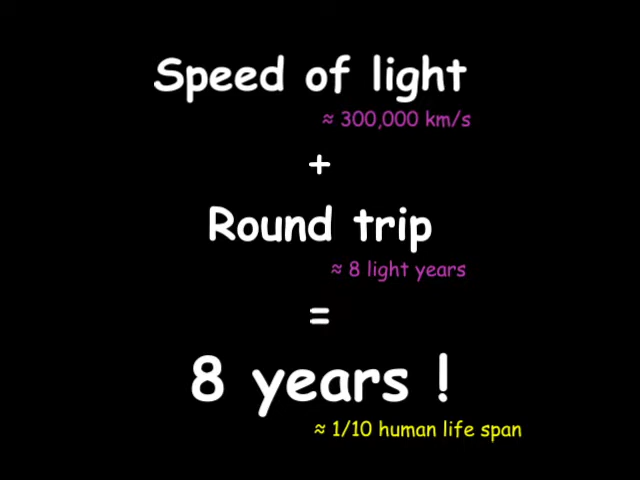 Speed of light
≈ 300,000 km/s
+
Round trip
≈ 8 light years
=
8 years !
≈ 1/10 human life span